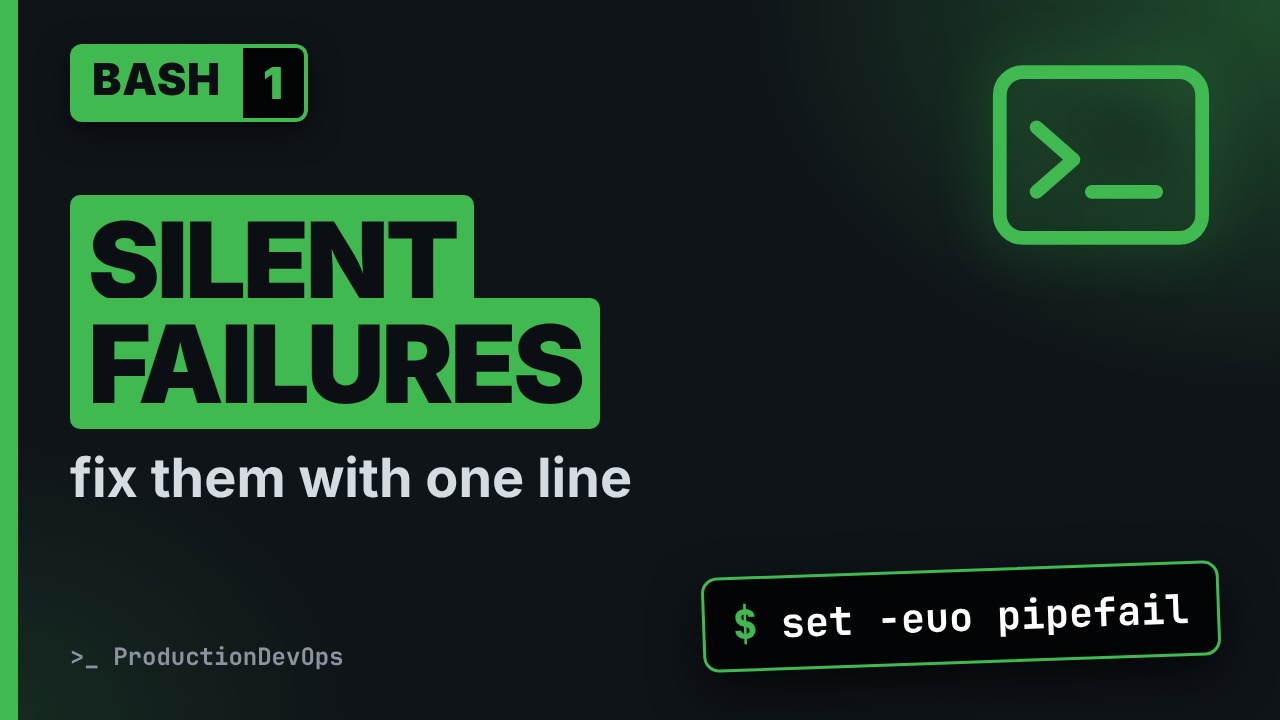 BASH 1
SILENT
FAILURES
fix them with one line
$ set -euo pipefail
>_ ProductionDevOps